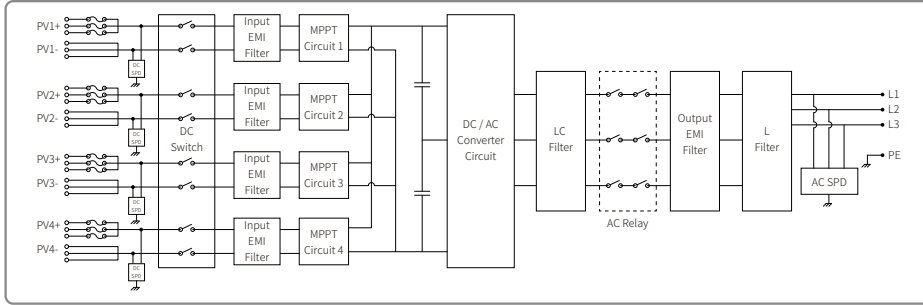 PV1+
PV1-
DC
SPD
PV2+
PV2-
DC
SPD
PV3+
PV3-
DC
SPD
PV4+
PV4-
DC
SPD
DC
Switch
Input
EMI
Filter
Input
EMI
Filter
Input
EMI
Filter
Input
EMI
Filter
MPPT
Circuit 1
MPPT
Circuit 2
MPPT
Circuit 3
MPPT
Circuit 4
DC / AC
Converter
Circuit
LC
Filter
AC Relay
Output
EMI
Filter
L
Filter
L1
L2
L3
PE
AC SPD